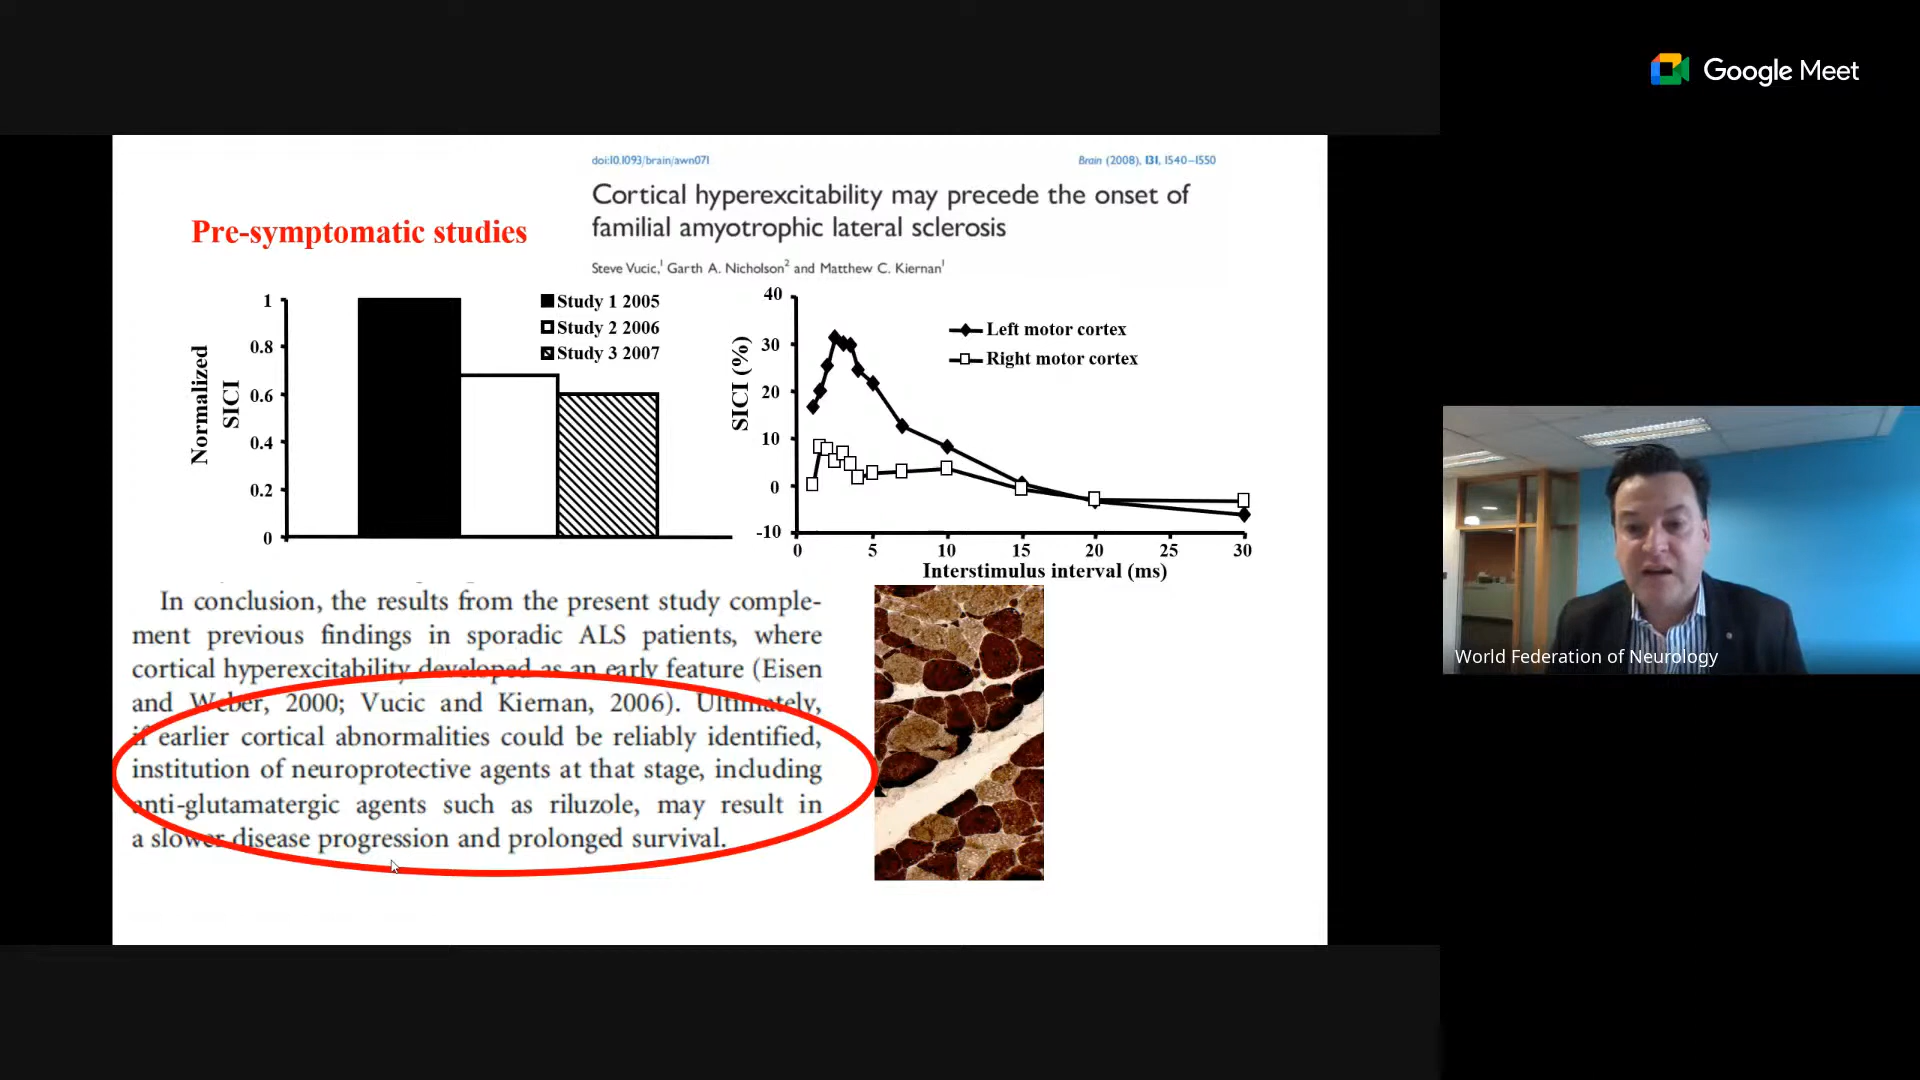 Google Meet
doi:10.1093/brain/awn071
Brain (2008), 131, 1540–1550
Cortical hyperexcitability may precede the onset of
familial amyotrophic lateral sclerosis
Steve Vucic,1 Garth A. Nicholson2 and Matthew C. Kiernan1
Pre-symptomatic studies
Normalized
SICI
1
0.8
0.6
0.4
0.2
0
Study 1 2005
Study 2 2006
Study 3 2007
SICI (%)
40
30
20
10
0
-10
Left motor cortex
Right motor cortex
0 5 10 15 20 25 30
Interstimulus interval (ms)
In conclusion, the results from the present study comple-
ment previous findings in sporadic ALS patients, where
cortical hyperexcitability developed as an early feature (Eisen
and Weber, 2000; Vucic and Kiernan, 2006). Ultimately,
if earlier cortical abnormalities could be reliably identified,
institution of neuroprotective agents at that stage, including
anti-glutamatergic agents such as riluzole, may result in
a slower disease progression and prolonged survival.
World Federation of Neurology